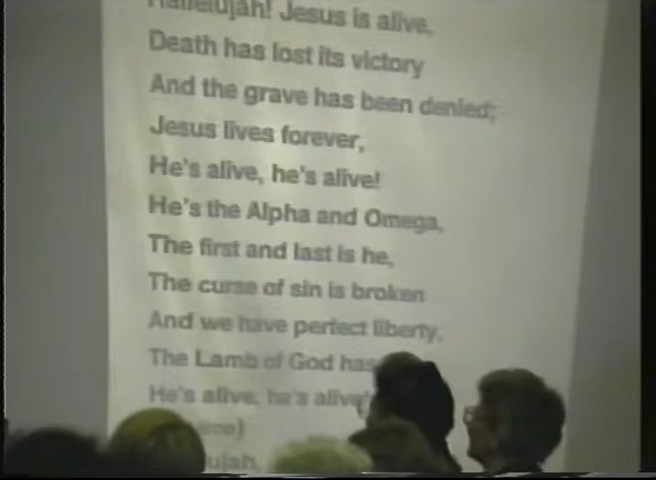 Hallelujah! Jesus is alive,
Death has lost its victory
And the grave has been denied;
Jesus lives forever,
He's alive, he's alive!
He's the Alpha and Omega,
The first and last is he,
The curse of sin is broken
And we have perfect liberty,
The Lamb of God has
He's alive, he's alive!